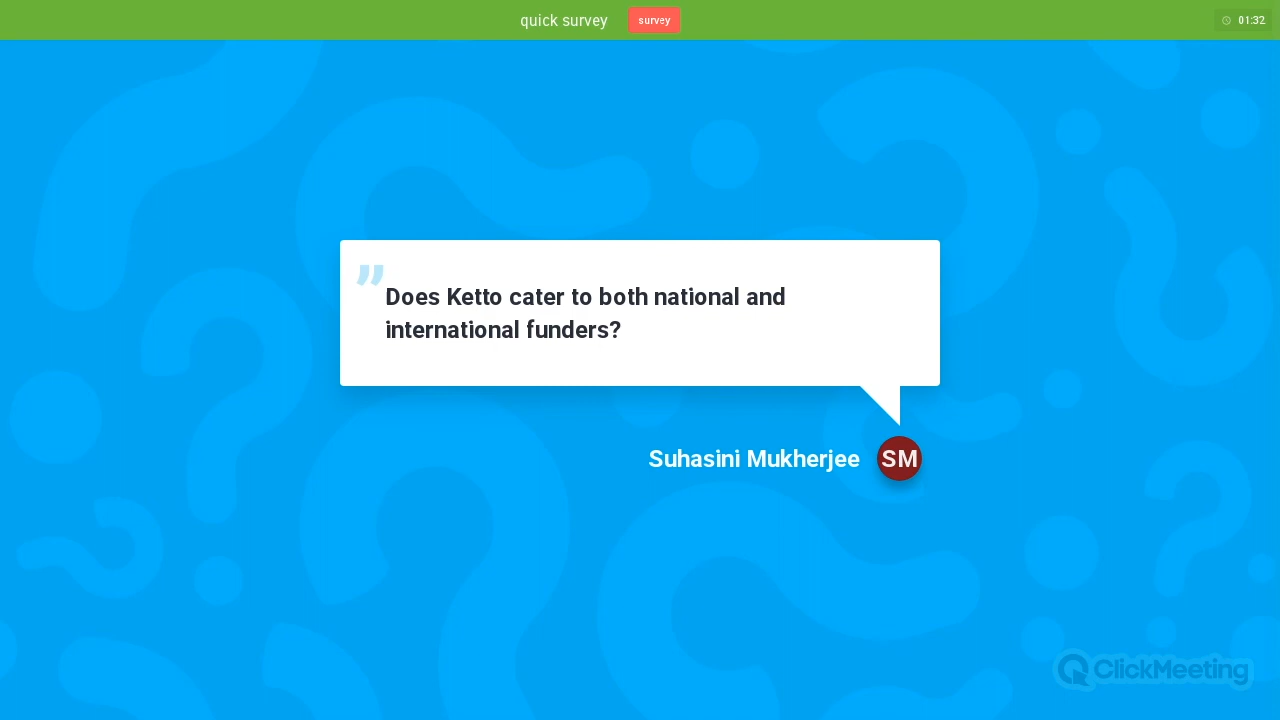 quick survey
survey
01:32
" Does Ketto cater to both national and
international funders?
Suhasini Mukherjee
SM
ClickMeeting